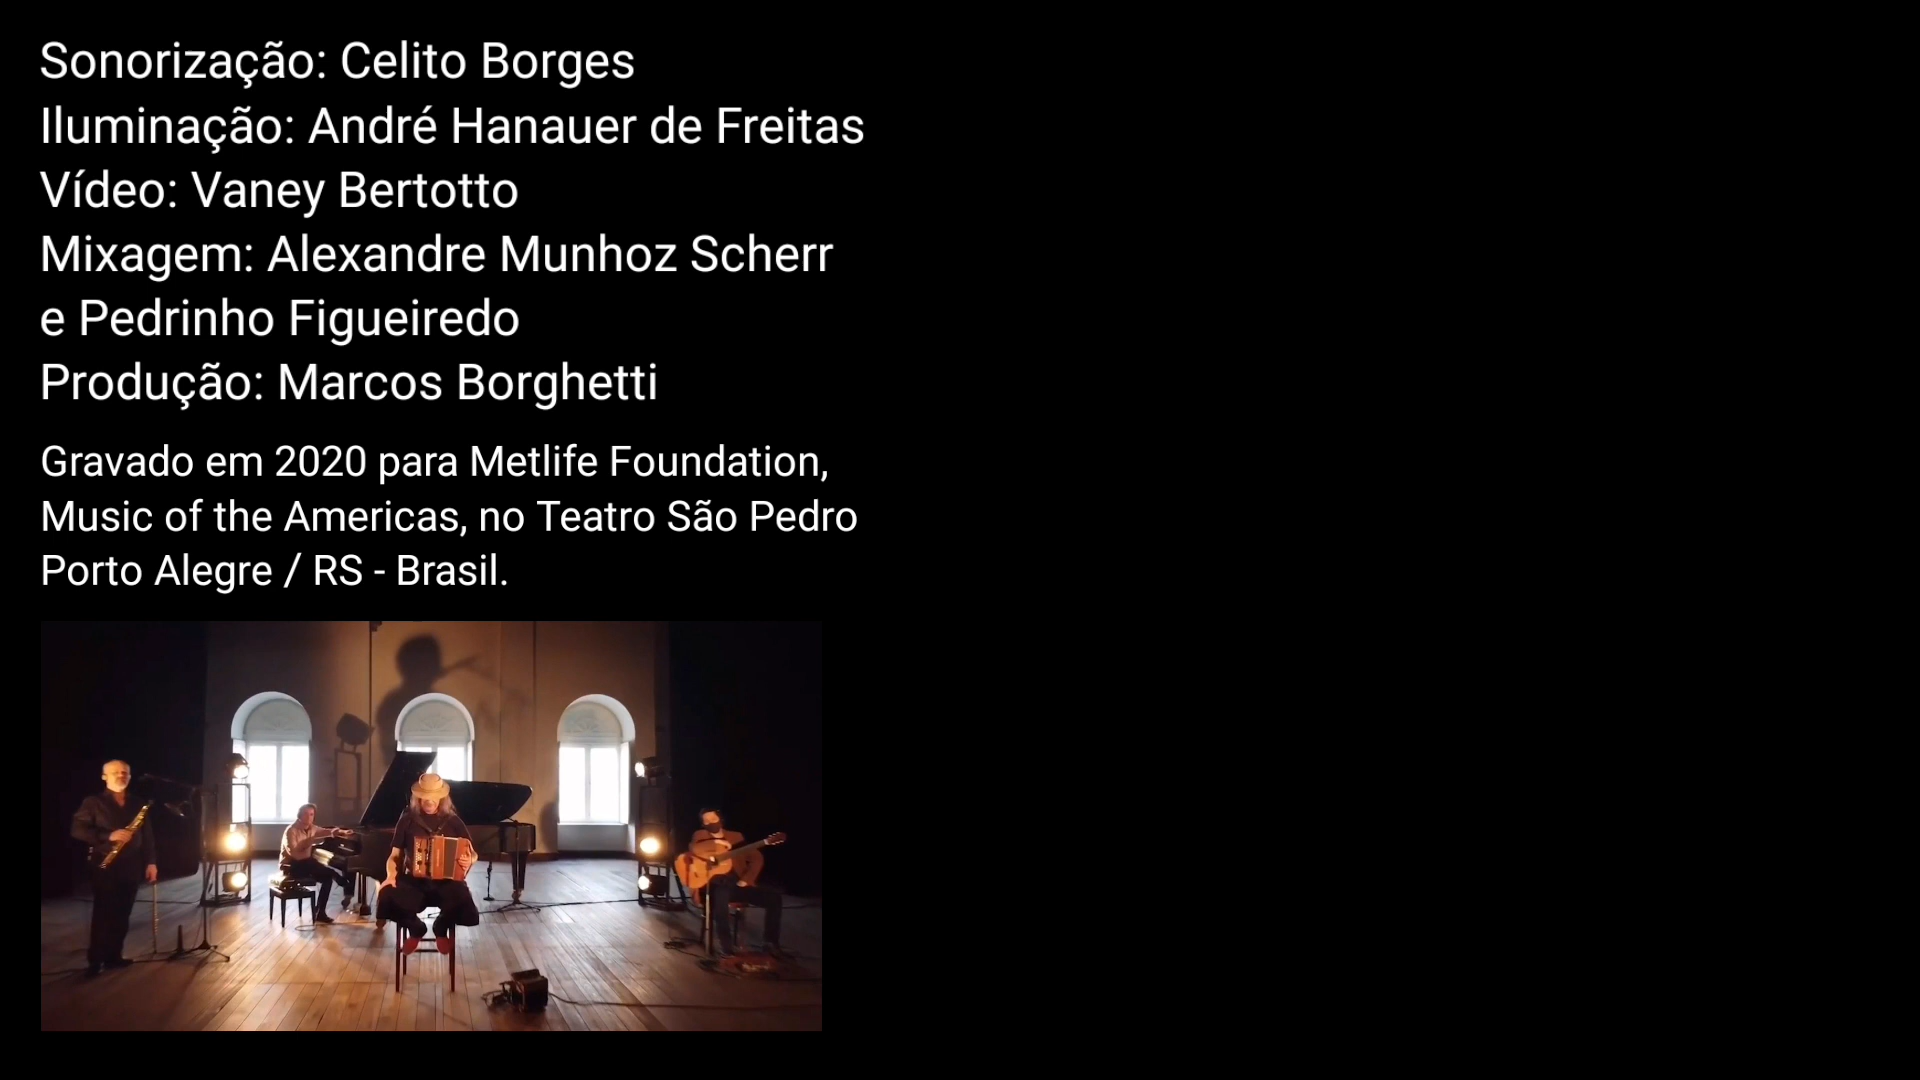 Sonorização: Celito Borges
Iluminação: André Hanauer de Freitas
Vídeo: Vaney Bertotto
Mixagem: Alexandre Munhoz Scherr
e Pedrinho Figueiredo
Produção: Marcos Borghetti
Gravado em 2020 para Metlife Foundation,
Music of the Americas, no Teatro São Pedro
Porto Alegre / RS - Brasil.